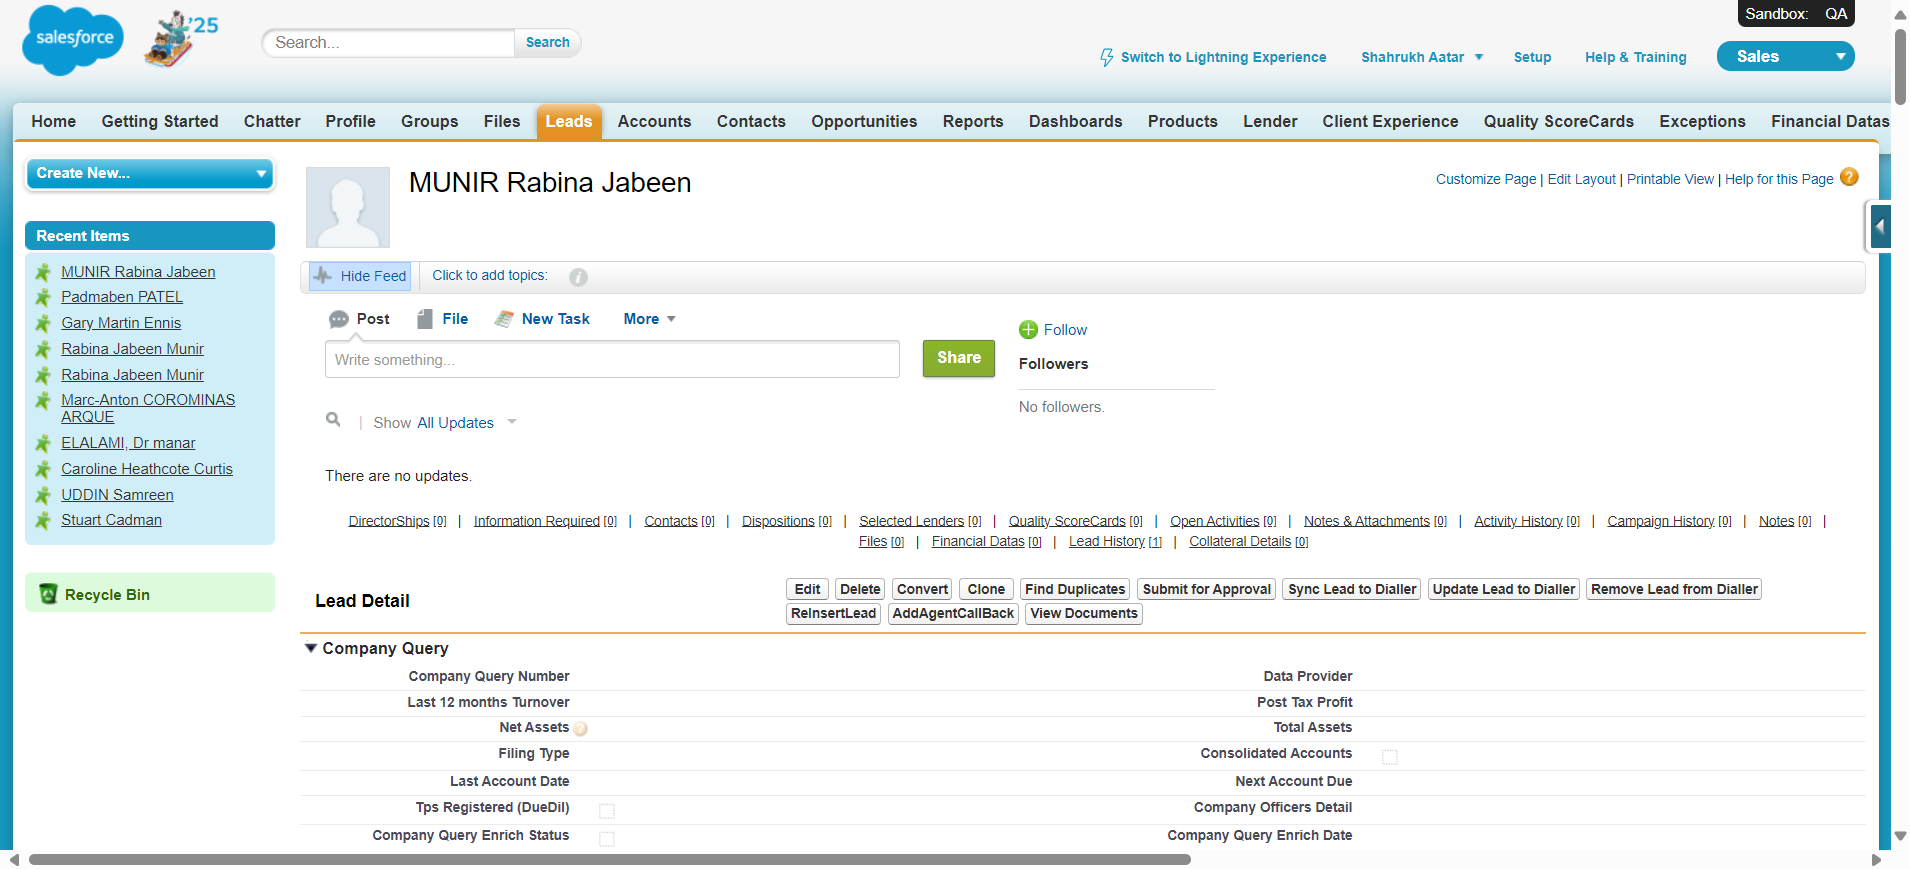 Sandbox: QA
salesforce
'25
Search...
Search
Switch to Lightning Experience
Shahrukh Aatar
Setup
Help & Training
Sales
Home
Getting Started
Chatter
Profile
Groups
Files
Leads
Accounts
Contacts
Opportunities
Reports
Dashboards
Products
Lender
Client Experience
Quality ScoreCards
Exceptions
Financial Datas
Create New...
Recent Items
MUNIR Rabina Jabeen
Padmaben PATEL
Gary Martin Ennis
Rabina Jabeen Munir
Rabina Jabeen Munir
Marc-Anton COROMINAS
ARQUE
ELALAMI, Dr manar
Caroline Heathcote Curtis
UDDIN Samreen
Stuart Cadman
Recycle Bin
MUNIR Rabina Jabeen
Customize Page | Edit Layout | Printable View | Help for this Page ?
Hide Feed
Click to add topics: i
Post
File
New Task
More
Write something...
Share
Follow
Followers
No followers.
Show All Updates
There are no updates.
DirectorShips [0] | Information Required [0] | Contacts [0] | Dispositions [0] | Selected Lenders [0] | Quality ScoreCards [0] | Open Activities [0] | Notes & Attachments [0] | Activity History [0] | Campaign History [0] | Notes [0] |
Files [0] | Financial Datas [0] | Lead History [1] | Collateral Details [0]
Lead Detail
Edit Delete Convert Clone Find Duplicates Submit for Approval Sync Lead to Dialler Update Lead to Dialler Remove Lead from Dialler
ReInsertLead AddAgentCallBack View Documents
Company Query
Company Query Number
Data Provider
Last 12 months Turnover
Post Tax Profit
Net Assets ?
Total Assets
Filing Type
Consolidated Accounts
Last Account Date
Next Account Due
Tps Registered (DueDil)
Company Officers Detail
Company Query Enrich Status
Company Query Enrich Date